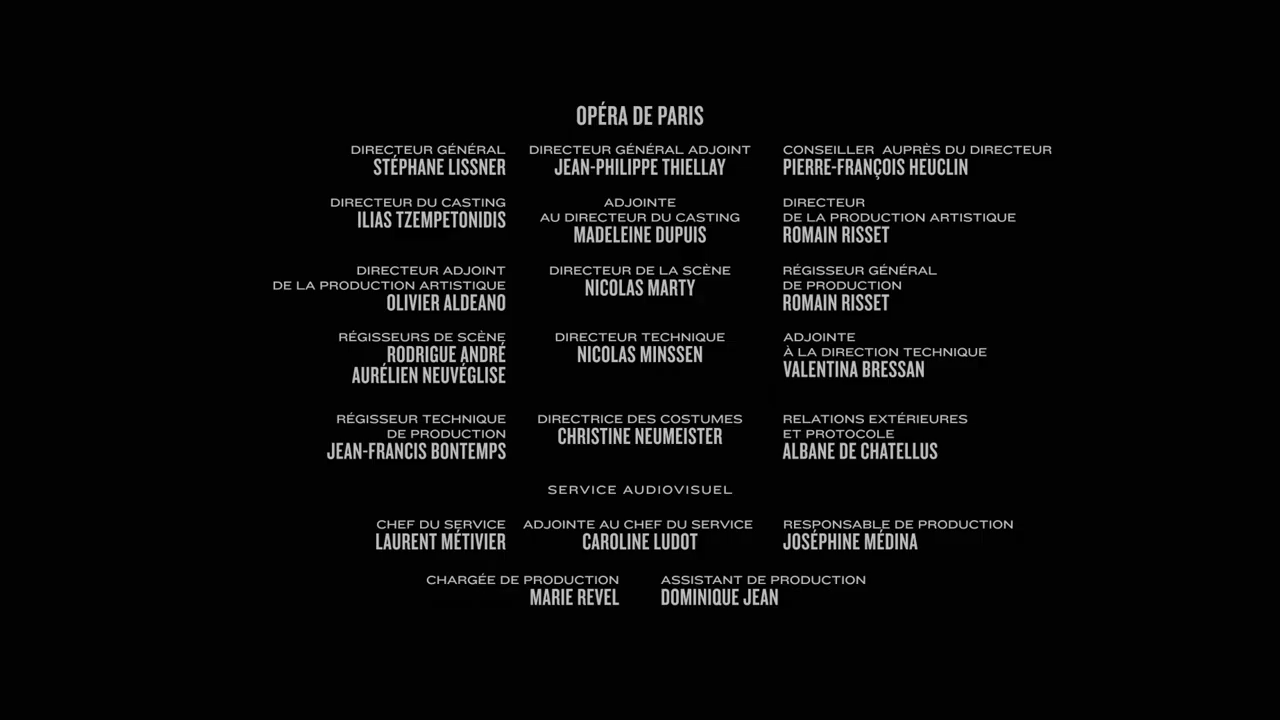 OPÉRA DE PARIS
DIRECTEUR GÉNÉRAL
STÉPHANE LISSNER
DIRECTEUR GÉNÉRAL ADJOINT
JEAN-PHILIPPE THIELLAY
CONSEILLER AUPRÈS DU DIRECTEUR
PIERRE-FRANÇOIS HEUCLIN
DIRECTEUR DU CASTING
ILIAS TZEMPETONIDIS
ADJOINTE
AU DIRECTEUR DU CASTING
MADELEINE DUPUIS
DIRECTEUR
DE LA PRODUCTION ARTISTIQUE
ROMAIN RISSET
DIRECTEUR ADJOINT
DE LA PRODUCTION ARTISTIQUE
OLIVIER ALDEANO
DIRECTEUR DE LA SCÈNE
NICOLAS MARTY
RÉGISSEUR GÉNÉRAL
DE PRODUCTION
ROMAIN RISSET
RÉGISSEURS DE SCÈNE
RODRIGUE ANDRÉ
AURÉLIEN NEUVÉGLISE
DIRECTEUR TECHNIQUE
NICOLAS MINSSEN
ADJOINTE
À LA DIRECTION TECHNIQUE
VALENTINA BRESSAN
RÉGISSEUR TECHNIQUE
DE PRODUCTION
JEAN-FRANCIS BONTEMPS
DIRECTRICE DES COSTUMES
CHRISTINE NEUMEISTER
RELATIONS EXTÉRIEURES
ET PROTOCOLE
ALBANE DE CHATELLUS
SERVICE AUDIOVISUEL
CHEF DU SERVICE
LAURENT MÉTIVIER
ADJOINTE AU CHEF DU SERVICE
CAROLINE LUDOT
RESPONSABLE DE PRODUCTION
JOSÉPHINE MÉDINA
CHARGÉE DE PRODUCTION
MARIE REVEL
ASSISTANT DE PRODUCTION
DOMINIQUE JEAN